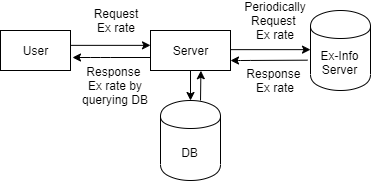 Request
Ex rate
Periodically
Request
Ex rate
User
Server
Ex-Info
Server
Response
Ex rate by
querying DB
Response
Ex rate
DB